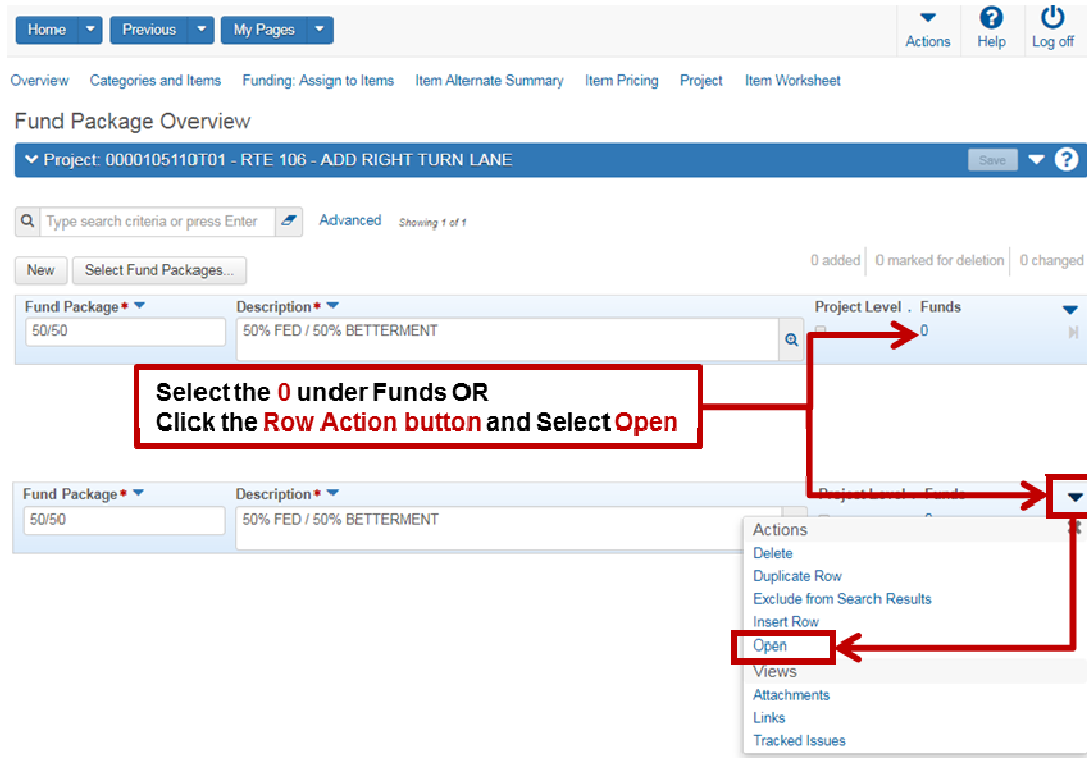 Home Previous My Pages Actions Help Log off
Overview Categories and Items Funding: Assign to Items Item Alternate Summary Item Pricing Project Item Worksheet
Fund Package Overview
Project: 0000105110T01 - RTE 106 - ADD RIGHT TURN LANE Save ?
Type search criteria or press Enter Advanced Showing 1 of 1
New Select Fund Packages... 0 added 0 marked for deletion 0 changed
Fund Package* Description* Project Level . Funds
50/50 50% FED / 50% BETTERMENT 0
Select the 0 under Funds OR
Click the Row Action button and Select Open
Fund Package* Description* Project Level . Funds
50/50 50% FED / 50% BETTERMENT
Actions
Delete
Duplicate Row
Exclude from Search Results
Insert Row
Open
Views
Attachments
Links
Tracked Issues